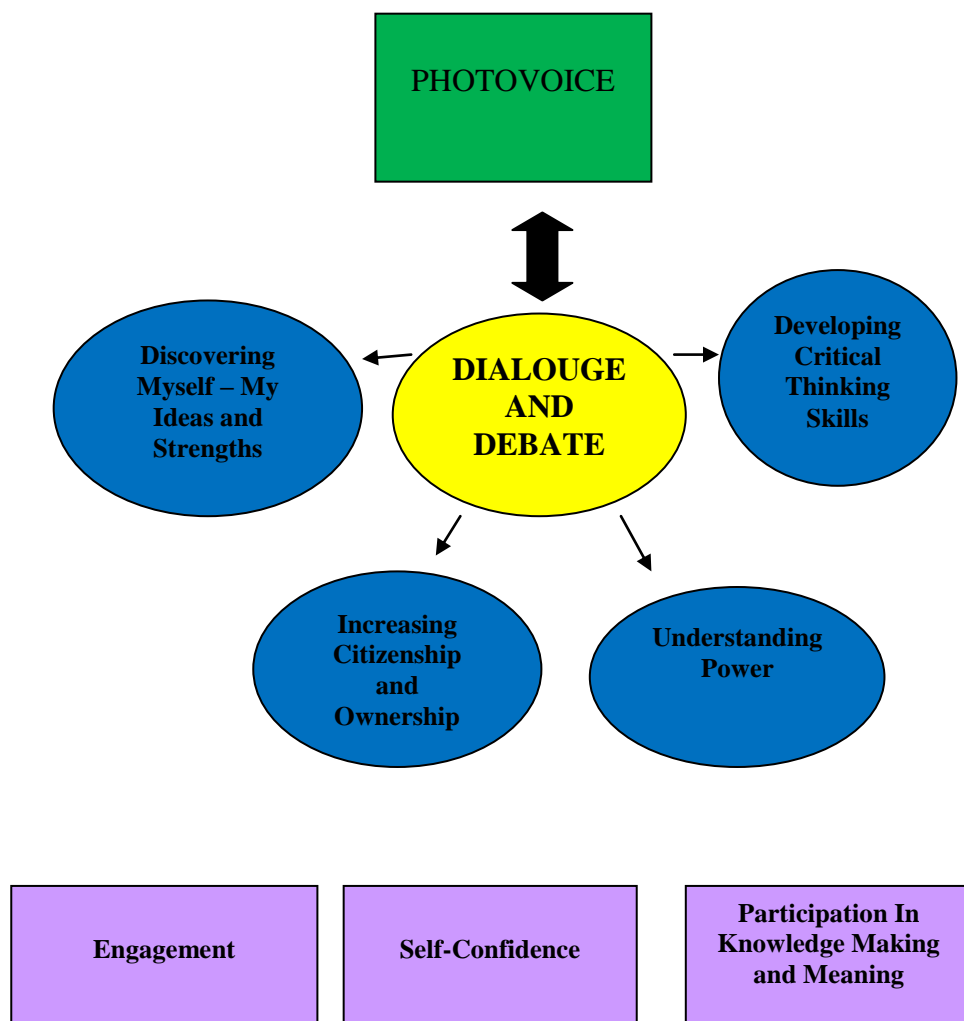 PHOTOVOICE
DIALOUGE
AND
DEBATE
Discovering
Myself – My
Ideas and
Strengths
Developing
Critical
Thinking
Skills
Increasing
Citizenship
and
Ownership
Understanding
Power
Engagement
Self-Confidence
Participation In
Knowledge Making
and Meaning